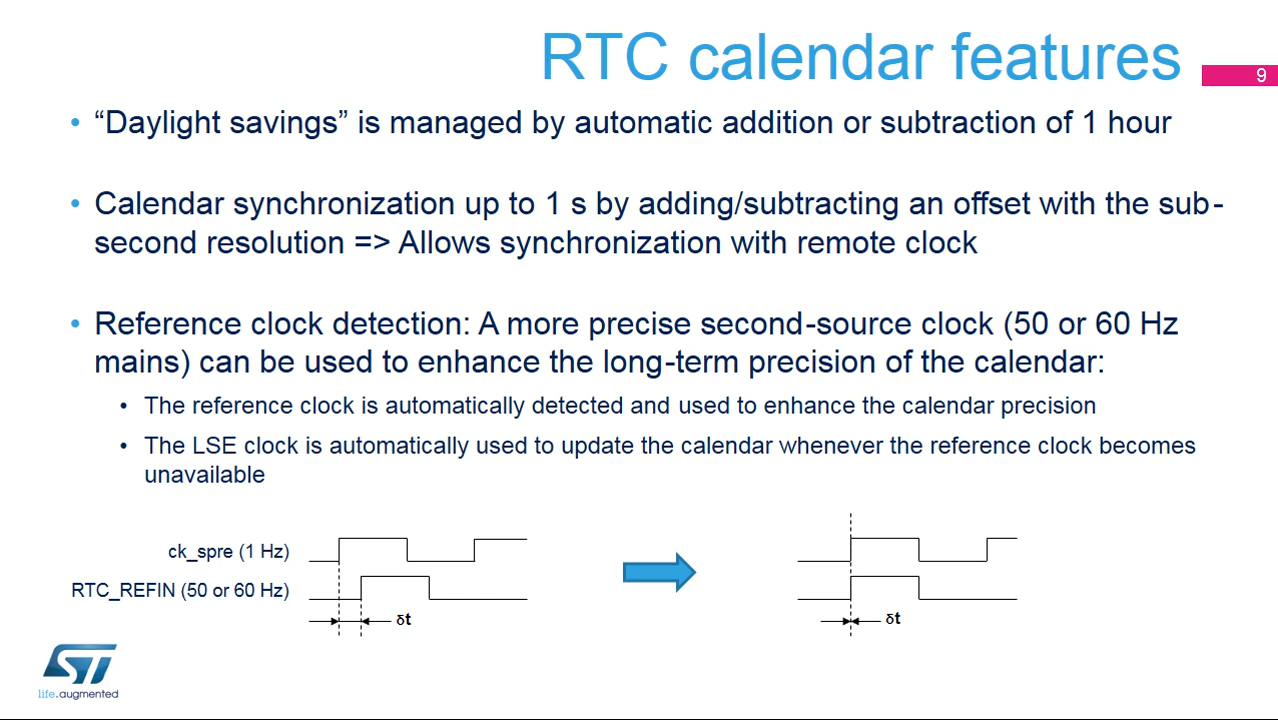 RTC calendar features
9
• “Daylight savings” is managed by automatic addition or subtraction of 1 hour
• Calendar synchronization up to 1 s by adding/subtracting an offset with the sub-
second resolution => Allows synchronization with remote clock
• Reference clock detection: A more precise second-source clock (50 or 60 Hz
mains) can be used to enhance the long-term precision of the calendar:
• The reference clock is automatically detected and used to enhance the calendar precision
• The LSE clock is automatically used to update the calendar whenever the reference clock becomes
unavailable
ck_spre (1 Hz)
RTC_REFIN (50 or 60 Hz)
δt
δt
ST
life.augmented